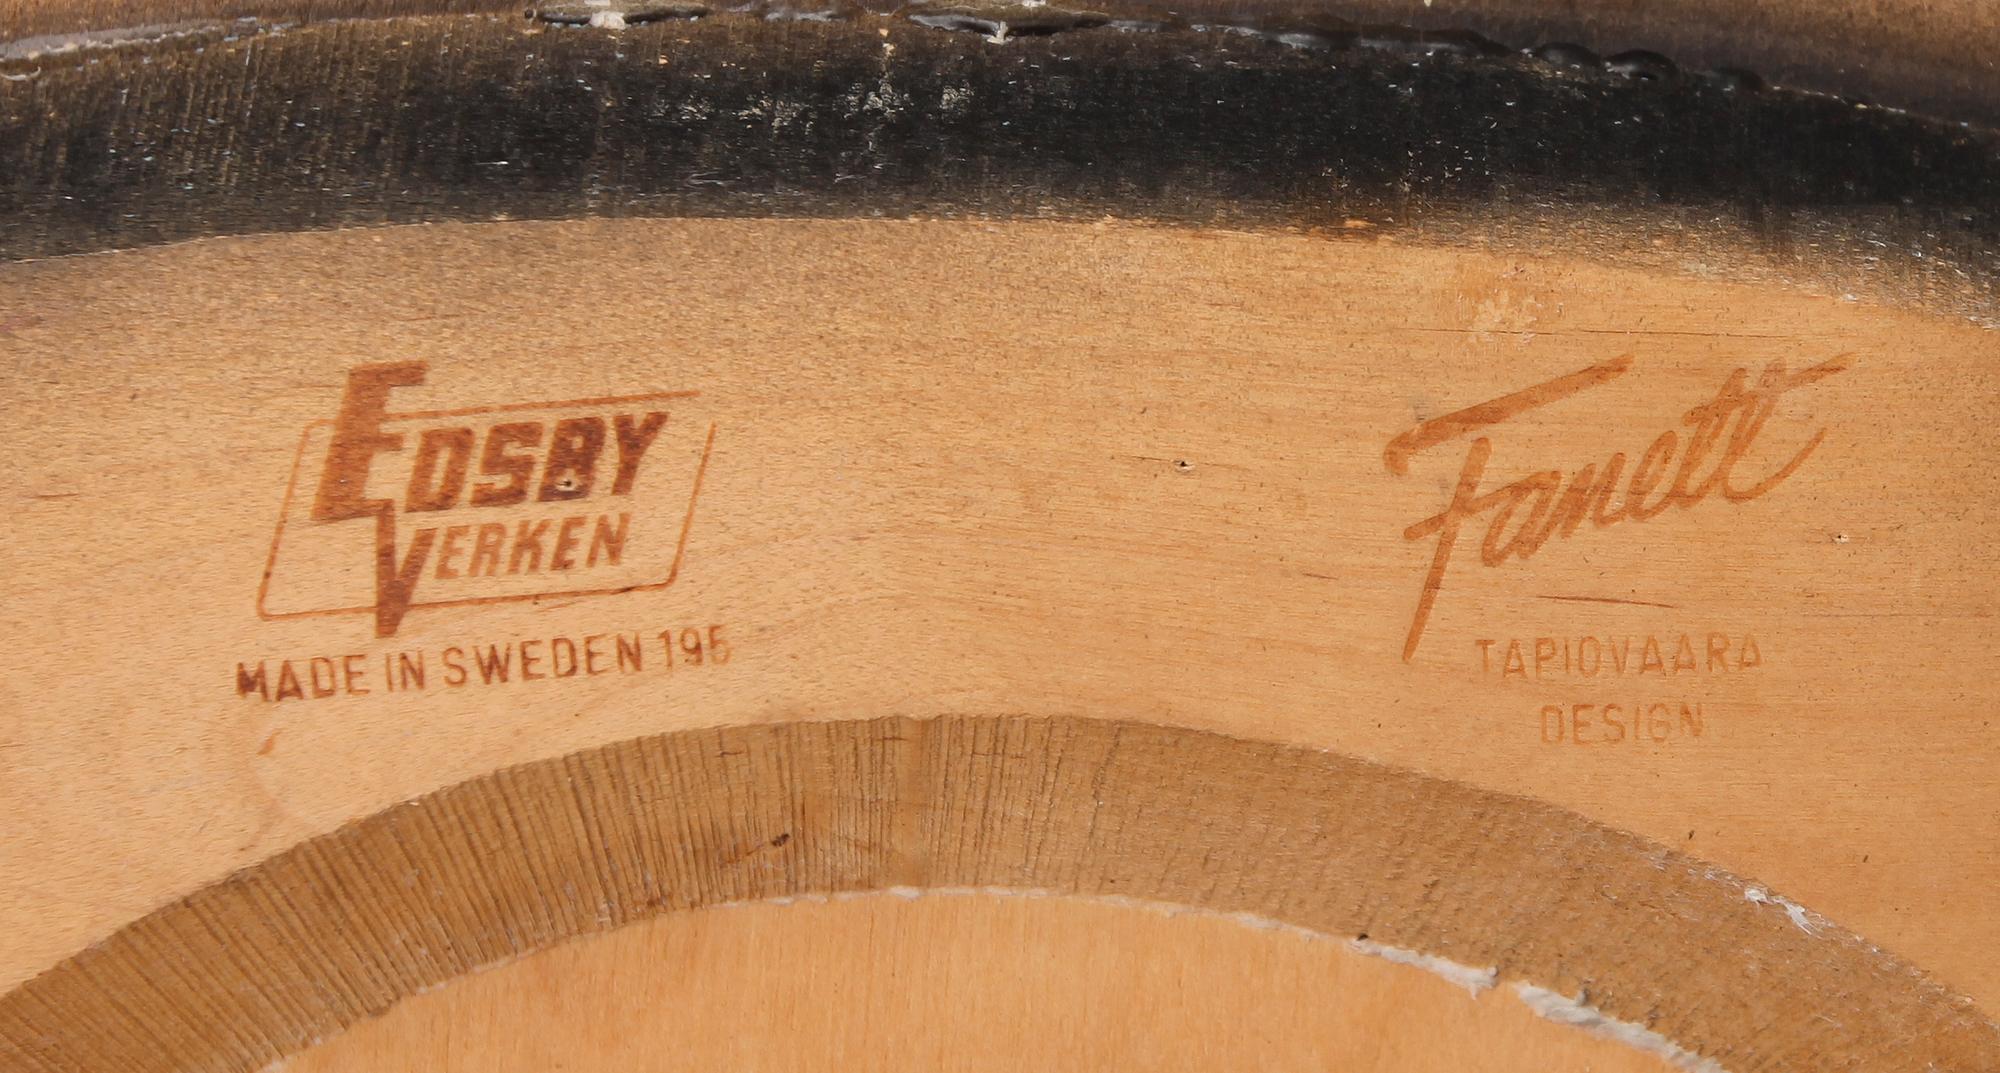 EDSBY
VERKEN
MADE IN SWEDEN 195
Fanett
TAPIOVAARA
DESIGN